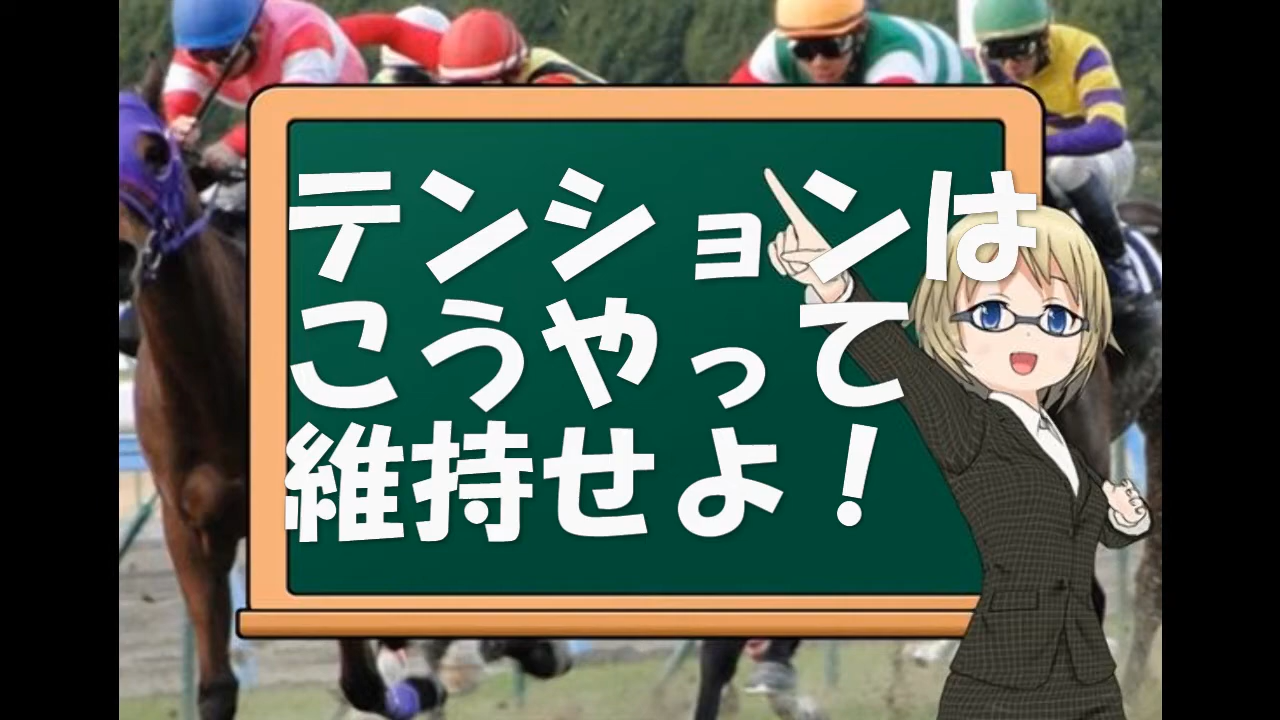 テンションは
こうやって
維持せよ！